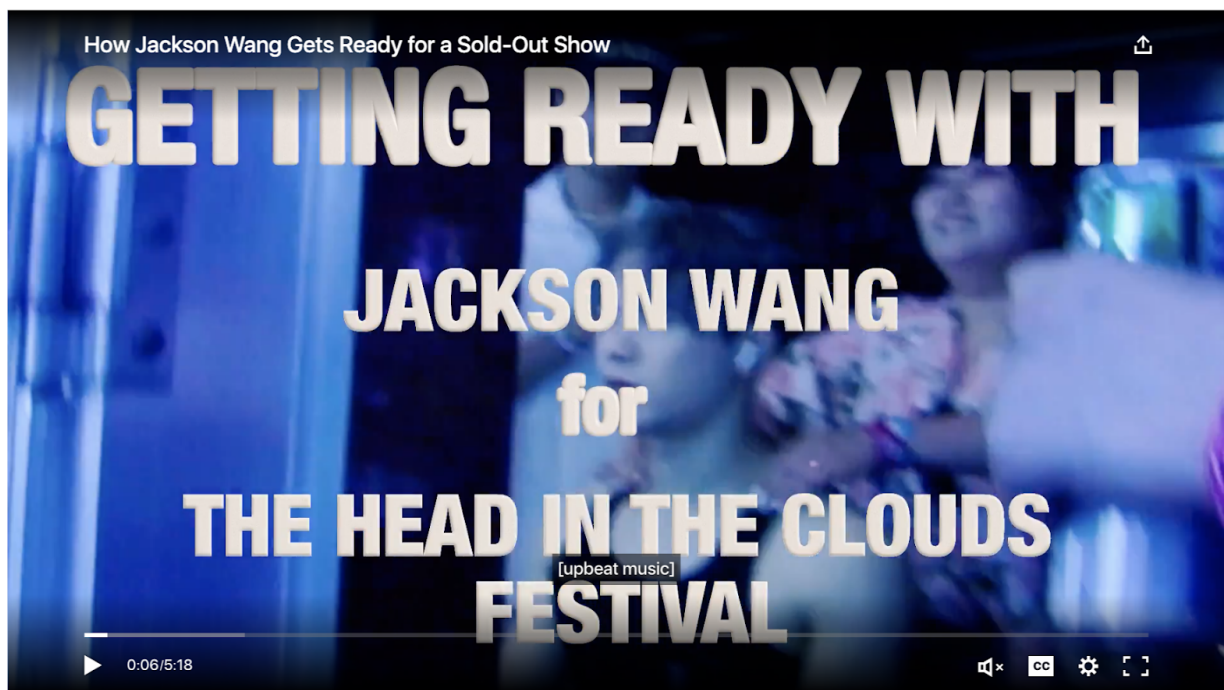 How Jackson Wang Gets Ready for a Sold-Out Show
GETTING READY WITH
JACKSON WANG
for
THE HEAD IN THE CLOUDS
[upbeat music]
FESTIVAL
0:06/5:18
CC